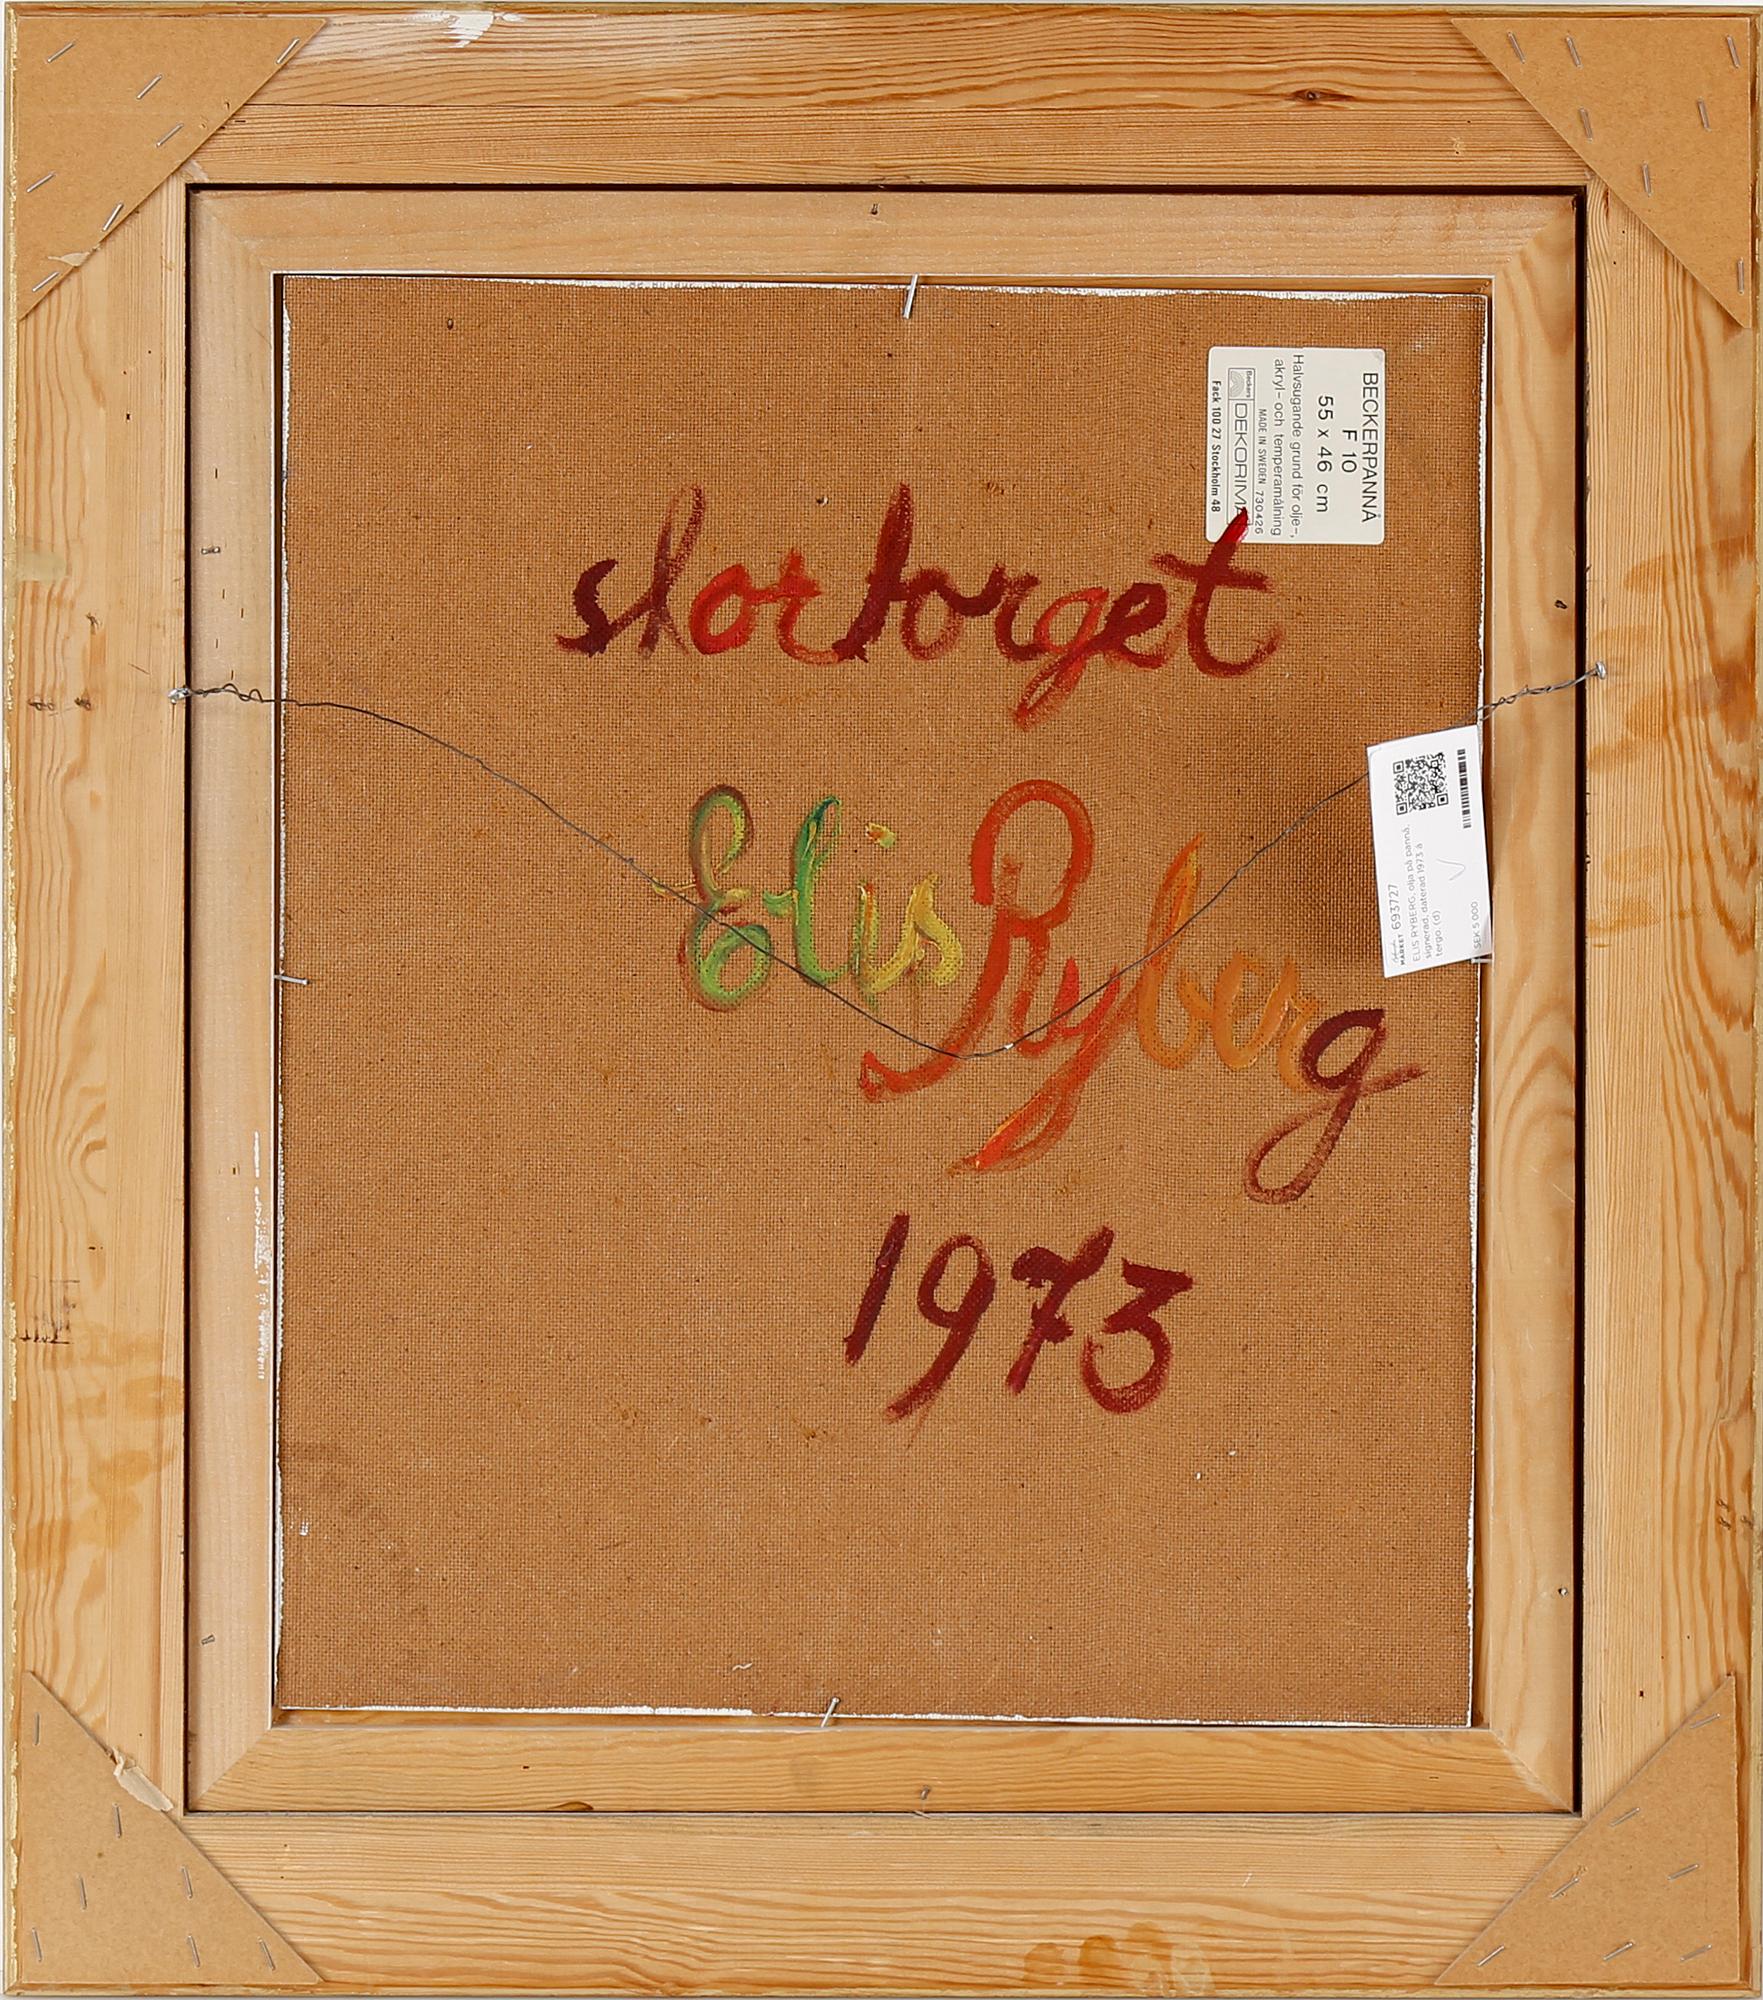 BECKERPANNÅ
F 10
55 x 46 cm
Halvsugande grund för olje-,
akryl- och temperamålning
MADE IN SWEDEN 730426
Beckers DEKORIMA
Fack 100 27 Stockholm 48
stortorget
Elis Ryberg
1973
MARKET 693727
ELIS RYBERG, olja på pannå,
signerad, daterad 1973 a
tergo. (d)
SEK 5 000